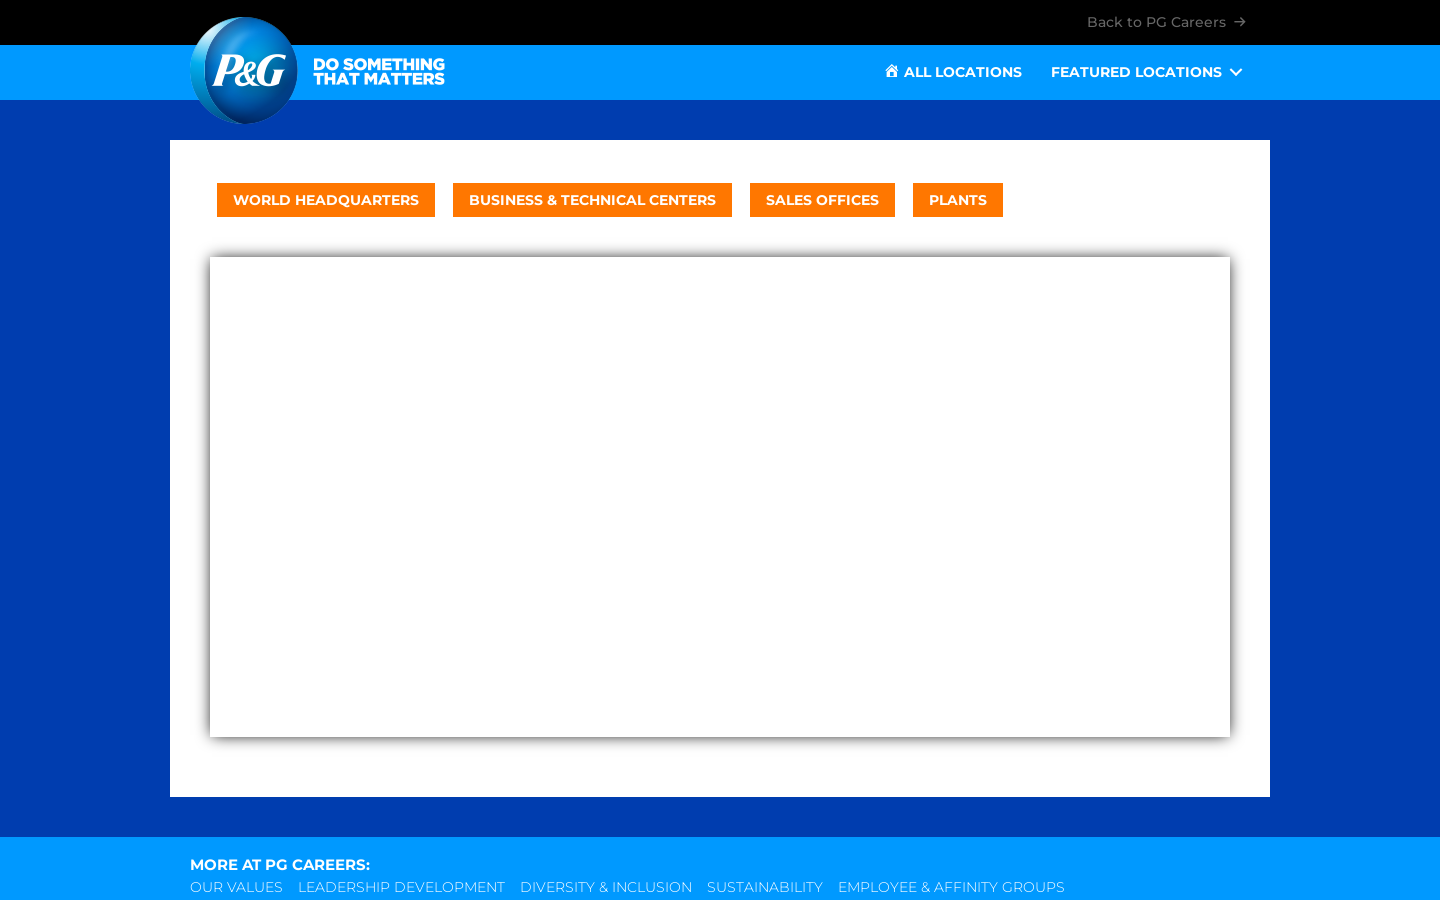 Back to PG Careers →
P&G
DO SOMETHING
THAT MATTERS
ALL LOCATIONS
FEATURED LOCATIONS
WORLD HEADQUARTERS
BUSINESS & TECHNICAL CENTERS
SALES OFFICES
PLANTS
MORE AT PG CAREERS:
OUR VALUES LEADERSHIP DEVELOPMENT DIVERSITY & INCLUSION SUSTAINABILITY EMPLOYEE & AFFINITY GROUPS